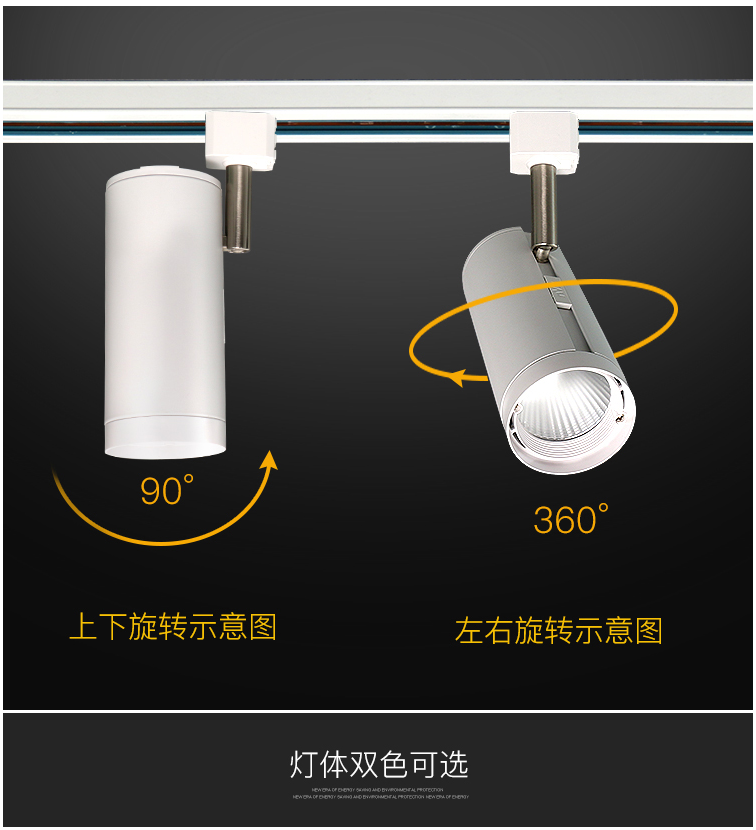 90°
360°
上下旋转示意图
左右旋转示意图
灯体双色可选
NEW ERA OF ENERGY SAVING AND ENVIRONMENTAL PROTECTION
NEW ERA OF ENERGY SAVING AND ENVIRONMENTAL PROTECTION NEW ERA OF ENERGY